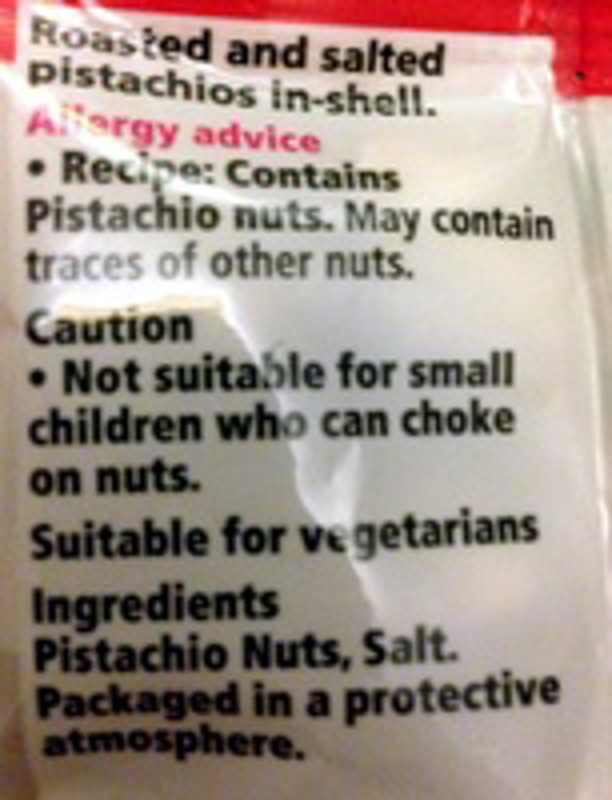 Roasted and salted
pistachios in-shell.
Allergy advice
• Recipe: Contains
Pistachio nuts. May contain
traces of other nuts.
Caution
• Not suitable for small
children who can choke
on nuts.
Suitable for vegetarians
Ingredients
Pistachio Nuts, Salt.
Packaged in a protective
atmosphere.